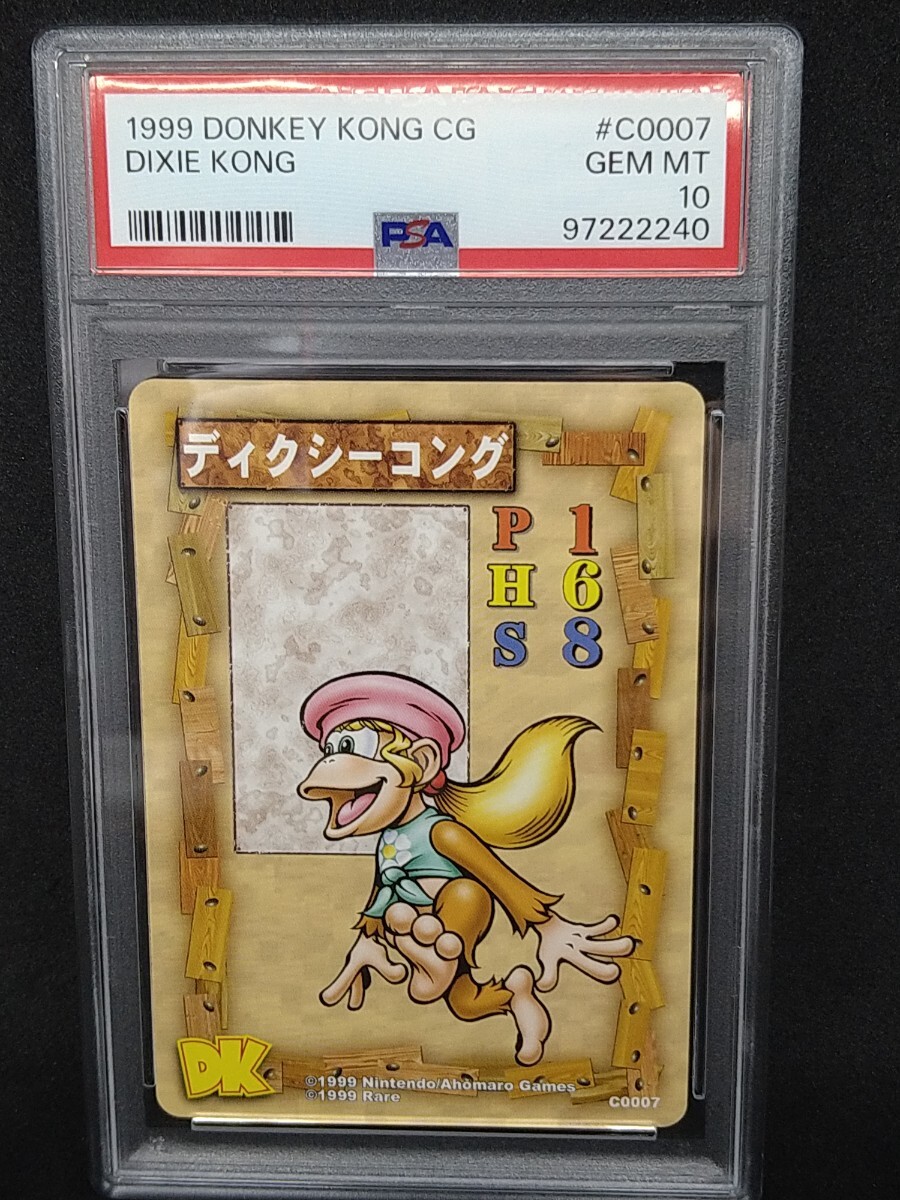 1999 DONKEY KONG CG #C0007
DIXIE KONG GEM MT
10
PSA 97222240
ディクシーコング
P 1
H 6
S 8
DK
©1999 Nintendo/Ahomaro Games
©1999 Rare C0007